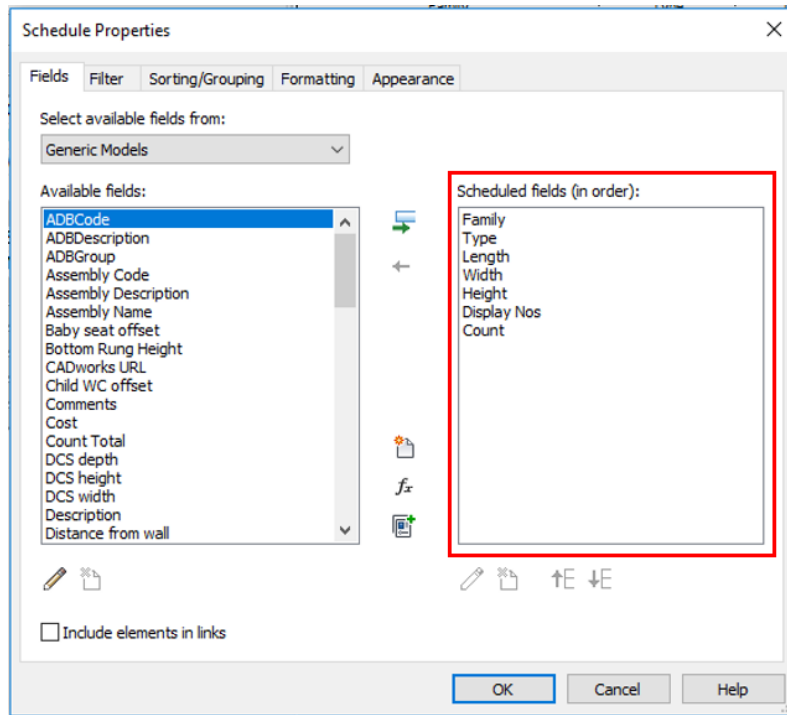 Schedule Properties
Fields Filter Sorting/Grouping Formatting Appearance
Select available fields from:
Generic Models
Available fields:
ADBCode
ADBDescription
ADBGroup
Assembly Code
Assembly Description
Assembly Name
Baby seat offset
Bottom Rung Height
CADworks URL
Child WC offset
Comments
Cost
Count Total
DCS depth
DCS height
DCS width
Description
Distance from wall
fx
Scheduled fields (in order):
Family
Type
Length
Width
Height
Display Nos
Count
Include elements in links
OK Cancel Help